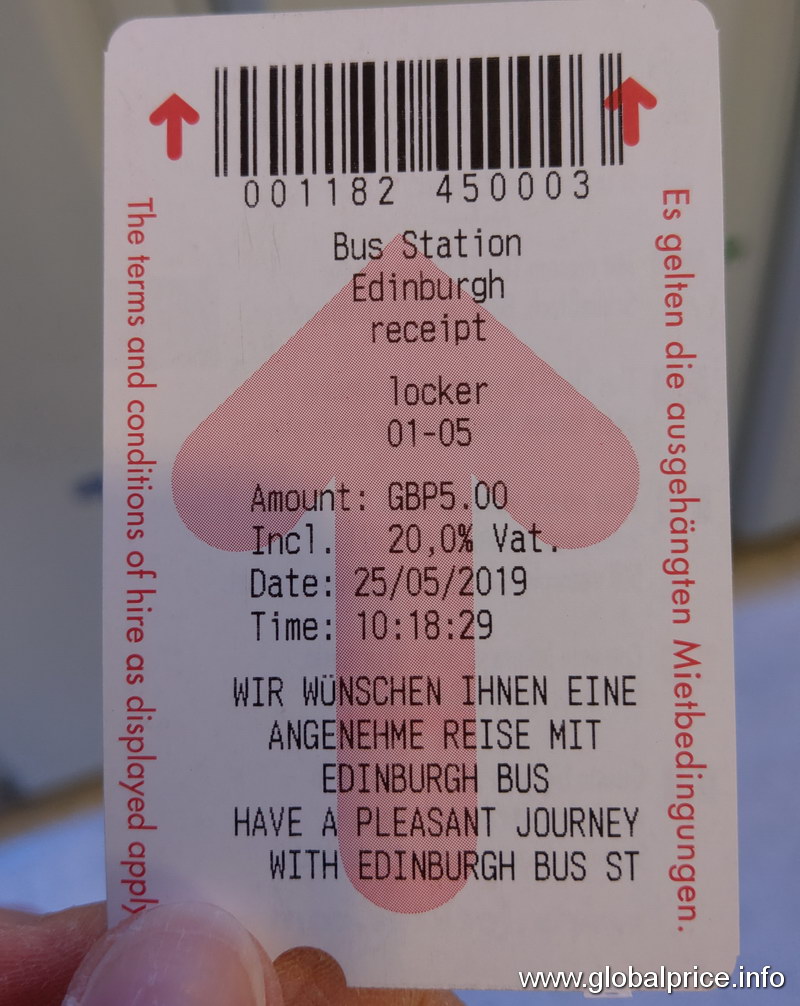 001182 450003
Bus Station
Edinburgh
receipt
locker
01-05
Amount: GBP5.00
Incl. 20,0% Vat.
Date: 25/05/2019
Time: 10:18:29
WIR WÜNSCHEN IHNEN EINE
ANGENEHME REISE MIT
EDINBURGH BUS
HAVE A PLEASANT JOURNEY
WITH EDINBURGH BUS ST
The terms and conditions of hire as displayed apply
Es gelten die ausgehängten Mietbedingungen.
www.globalprice.info